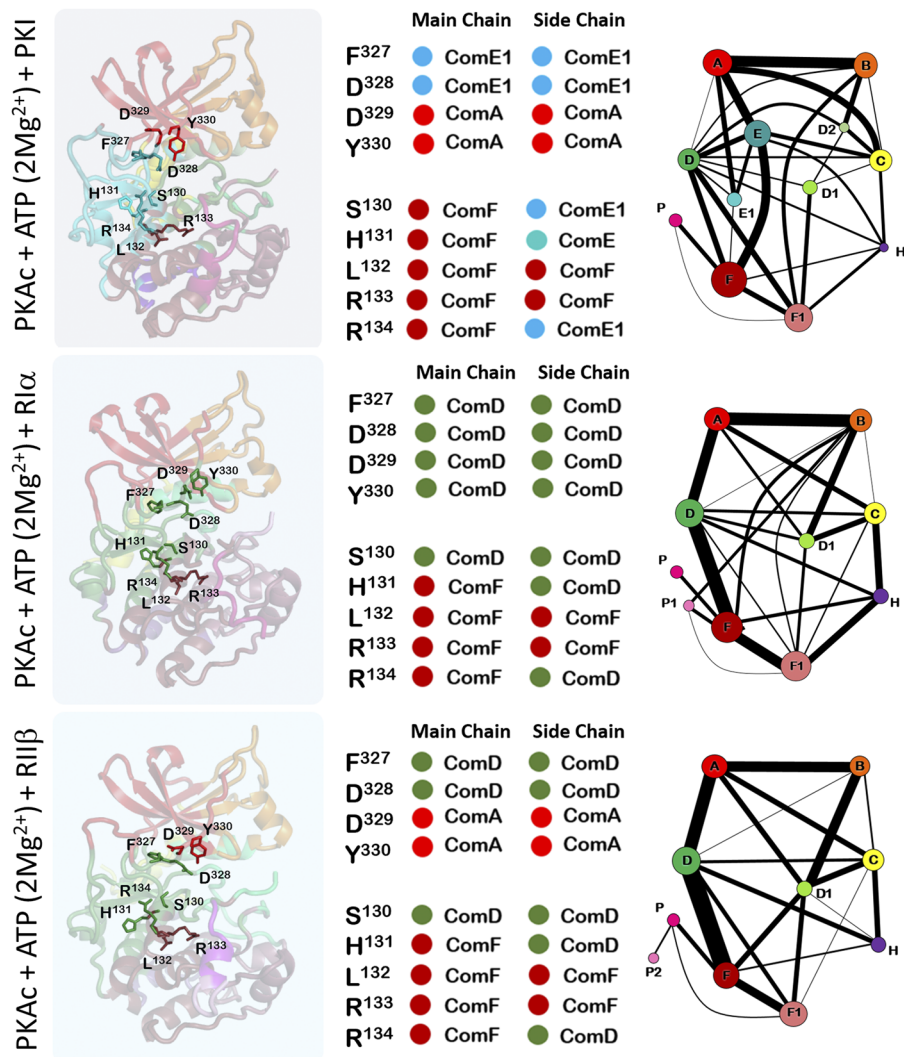 PKAc + ATP (2Mg²⁺) + PKI
D³²⁹
Y³³⁰
F³²⁷
D³²⁸
H¹³¹
S¹³⁰
R¹³⁴
R¹³³
L¹³²
Main Chain Side Chain
F³²⁷ ComE1 ComE1
D³²⁸ ComE1 ComE1
D³²⁹ ComA ComA
Y³³⁰ ComA ComA
S¹³⁰ ComF ComE1
H¹³¹ ComF ComE
L¹³² ComF ComF
R¹³³ ComF ComF
R¹³⁴ ComF ComE1
A
B
D2
E
D
C
D1
E1
P
H
F
F1
PKAc + ATP (2Mg²⁺) + RIα
D³²⁹
Y³³⁰
F³²⁷
D³²⁸
H¹³¹
S¹³⁰
R¹³⁴
R¹³³
L¹³²
Main Chain Side Chain
F³²⁷ ComD ComD
D³²⁸ ComD ComD
D³²⁹ ComD ComD
Y³³⁰ ComD ComD
S¹³⁰ ComD ComD
H¹³¹ ComF ComD
L¹³² ComF ComF
R¹³³ ComF ComF
R¹³⁴ ComF ComD
A
B
D
C
D1
P
P1
H
F
F1
PKAc + ATP (2Mg²⁺) + RIIβ
D³²⁹
Y³³⁰
F³²⁷
D³²⁸
R¹³⁴
S¹³⁰
H¹³¹
R¹³³
L¹³²
Main Chain Side Chain
F³²⁷ ComD ComD
D³²⁸ ComD ComD
D³²⁹ ComA ComA
Y³³⁰ ComA ComA
S¹³⁰ ComD ComD
H¹³¹ ComF ComD
L¹³² ComF ComF
R¹³³ ComF ComF
R¹³⁴ ComF ComD
A
B
D
C
D1
P
H
P2
F
F1